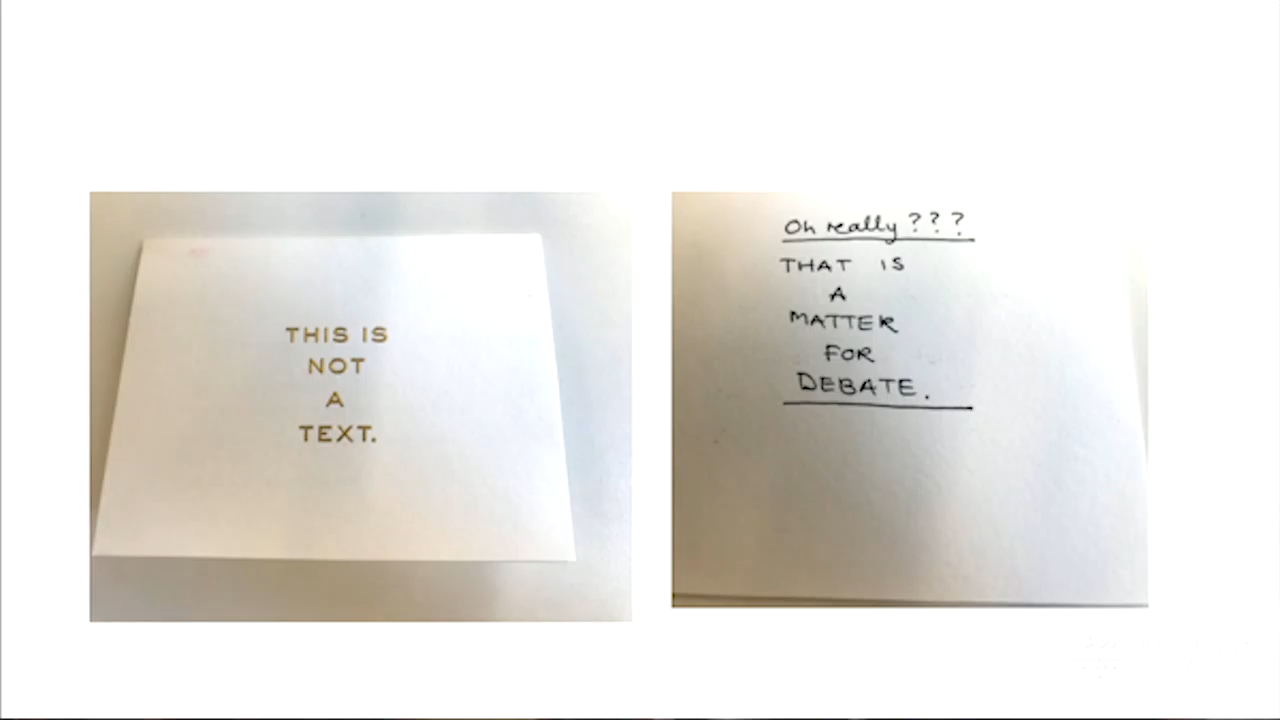 THIS IS
NOT
A
TEXT.
Oh really ???
THAT IS
A
MATTER
FOR
DEBATE.